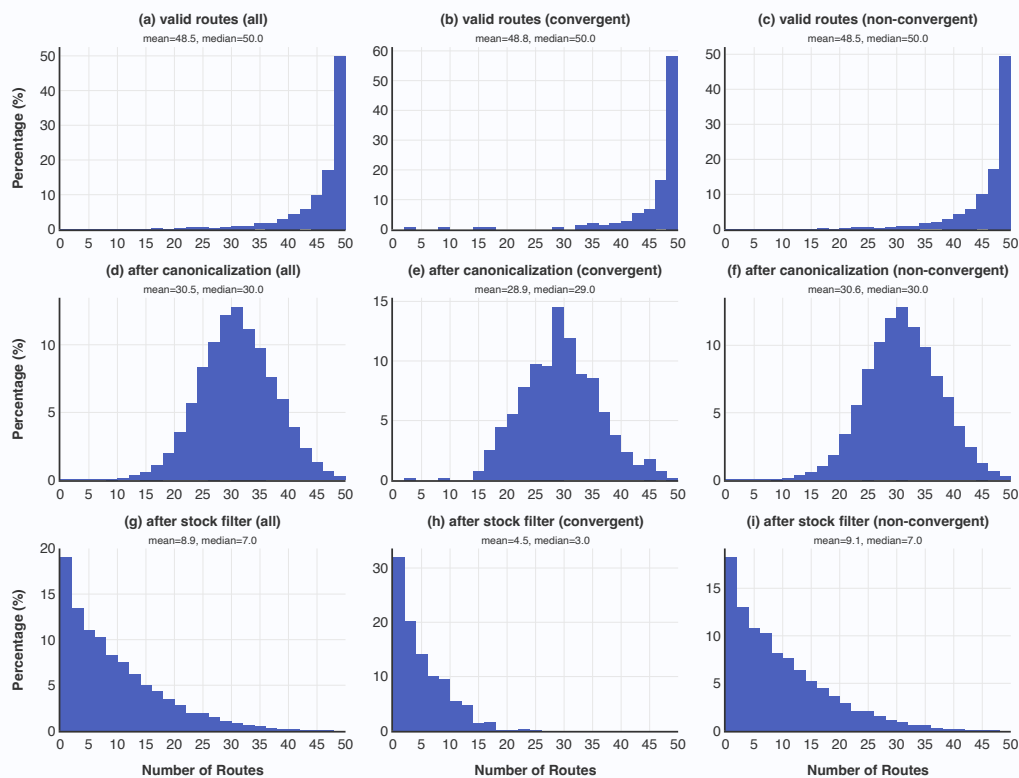 (a) valid routes (all)
mean=48.5, median=50.0
Percentage (%)
50
40
30
20
10
0
0 5 10 15 20 25 30 35 40 45 50
(b) valid routes (convergent)
mean=48.8, median=50.0
60
50
40
30
20
10
0
0 5 10 15 20 25 30 35 40 45 50
(c) valid routes (non-convergent)
mean=48.5, median=50.0
50
40
30
20
10
0
0 5 10 15 20 25 30 35 40 45 50
(d) after canonicalization (all)
mean=30.5, median=30.0
Percentage (%)
10
5
0
0 5 10 15 20 25 30 35 40 45 50
(e) after canonicalization (convergent)
mean=28.9, median=29.0
15
10
5
0
0 5 10 15 20 25 30 35 40 45 50
(f) after canonicalization (non-convergent)
mean=30.6, median=30.0
10
5
0
0 5 10 15 20 25 30 35 40 45 50
(g) after stock filter (all)
mean=8.9, median=7.0
Percentage (%)
20
15
10
5
0
0 5 10 15 20 25 30 35 40 45 50
Number of Routes
(h) after stock filter (convergent)
mean=4.5, median=3.0
30
20
10
0
0 5 10 15 20 25 30 35 40 45 50
Number of Routes
(i) after stock filter (non-convergent)
mean=9.1, median=7.0
15
10
5
0
0 5 10 15 20 25 30 35 40 45 50
Number of Routes